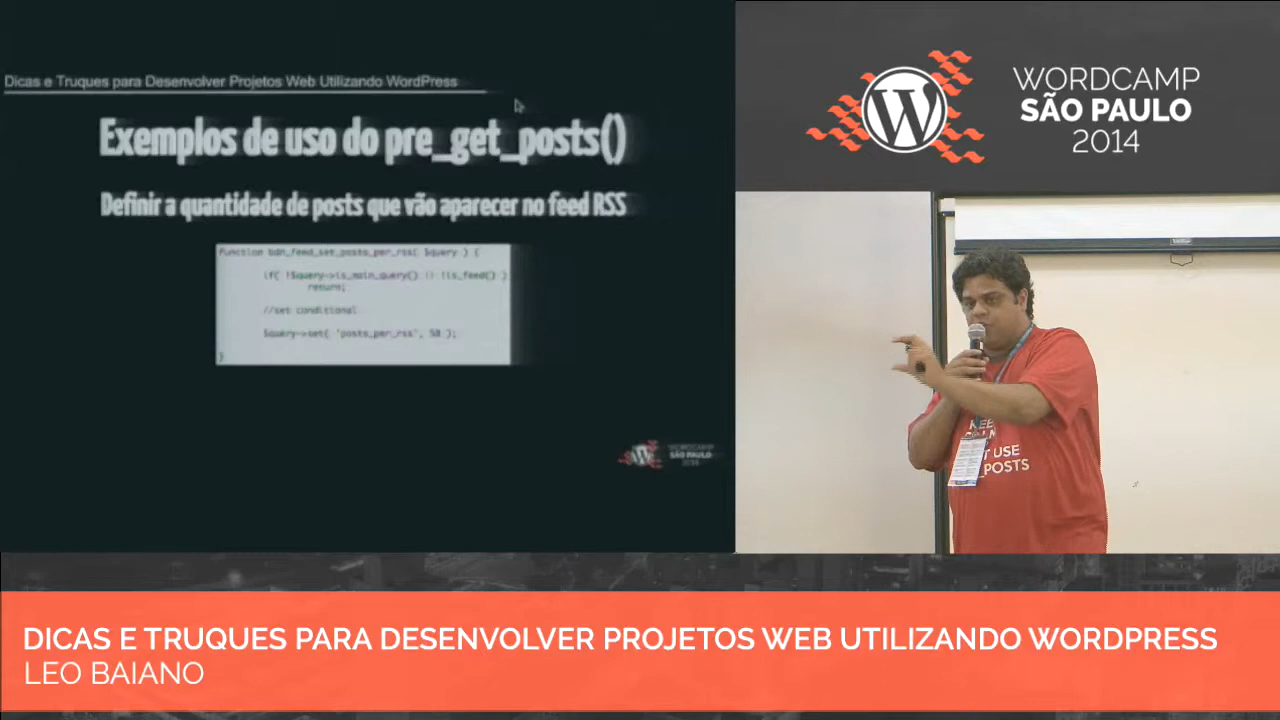 Dicas e Truques para Desenvolver Projetos Web Utilizando WordPress
Exemplos de uso do pre_get_posts()
Definir a quantidade de posts que vão aparecer no feed RSS
Function bdn_feed_set_posts_per_rss( $query ) {
if( !$query->is_main_query() || !is_feed() )
return;
//set conditional
$query->set( 'posts_per_rss', 50 );
}
WORDCAMP
SÃO PAULO
2014
WORDCAMP
SÃO PAULO
2014
KEEP
USE
_POSTS
DICAS E TRUQUES PARA DESENVOLVER PROJETOS WEB UTILIZANDO WORDPRESS
LEO BAIANO